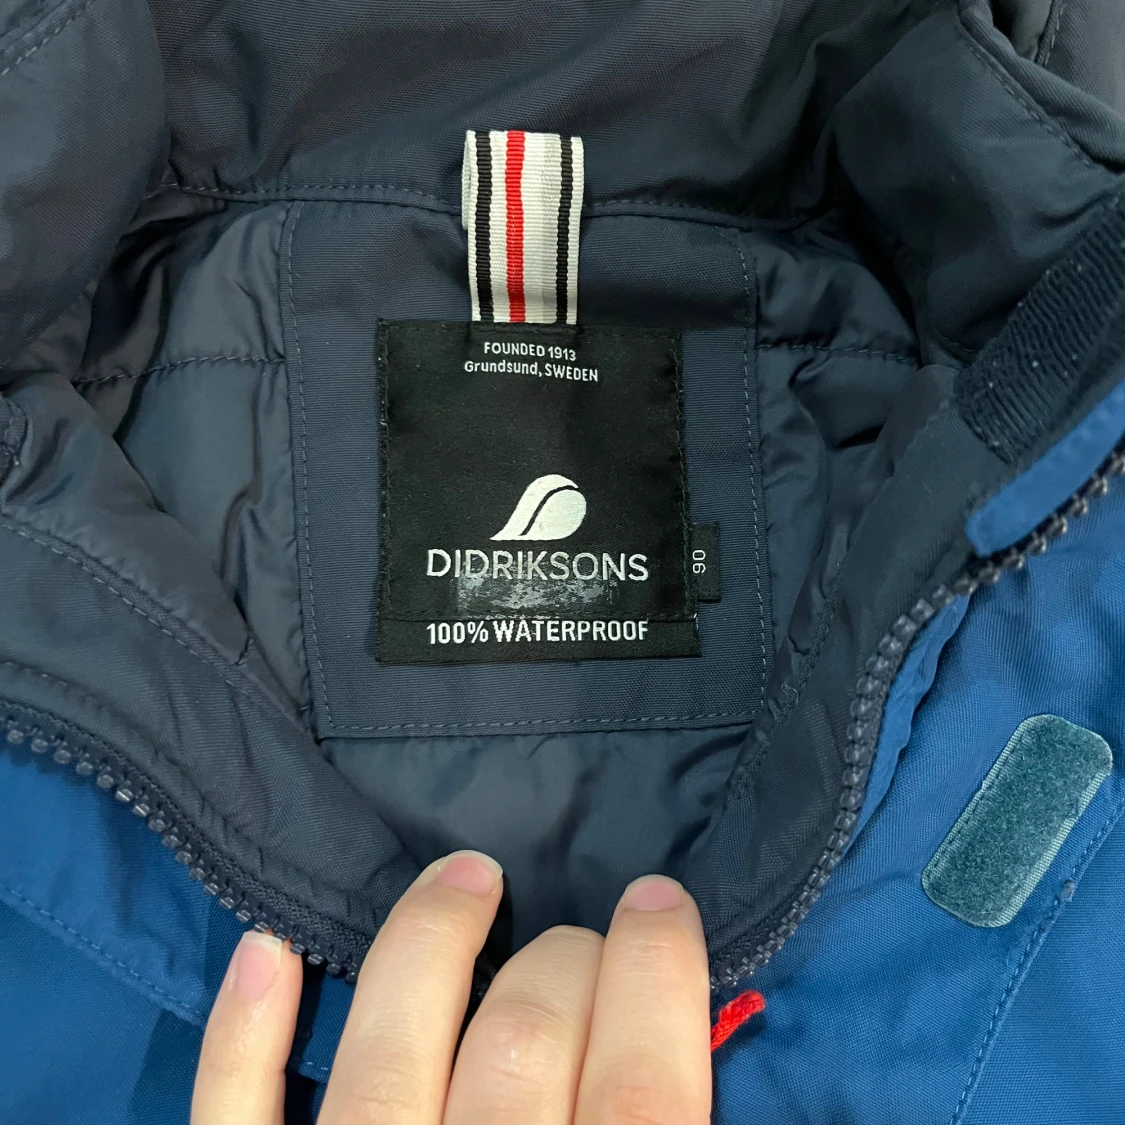 FOUNDED 1913
Grundsund, SWEDEN
DIDRIKSONS
100% WATERPROOF
90